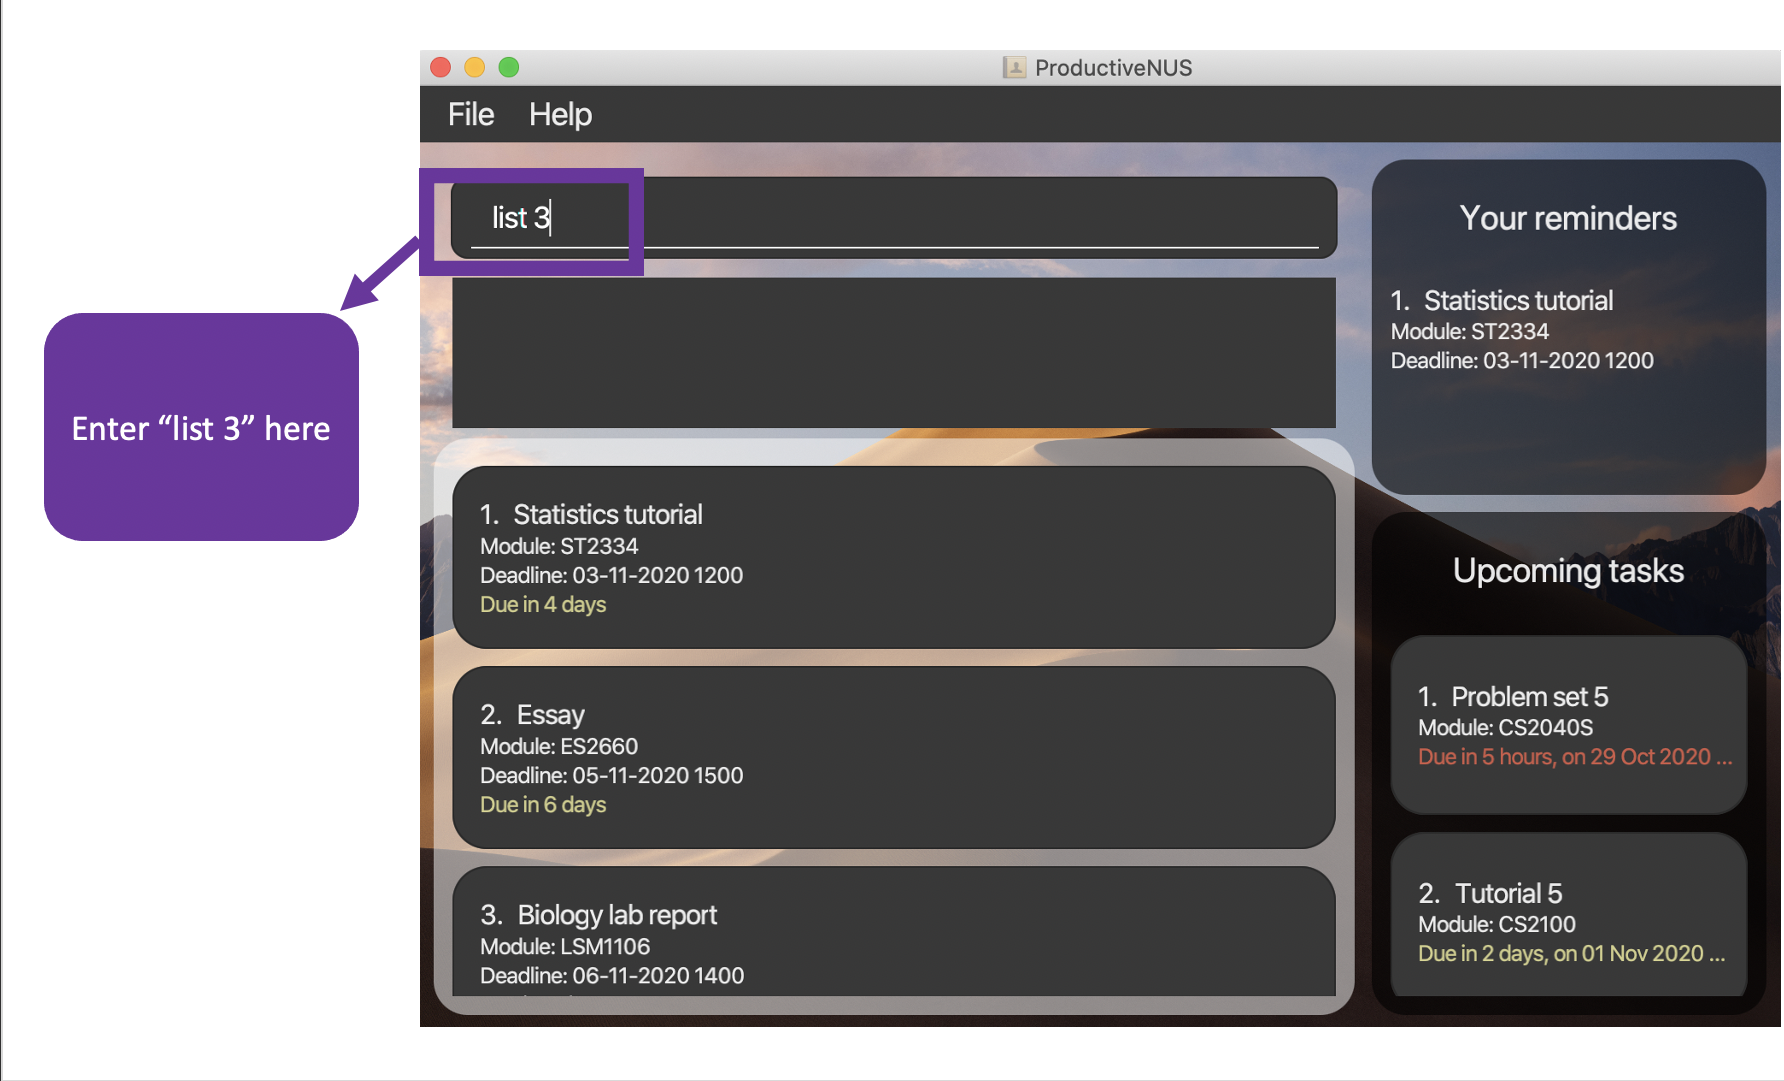 ProductiveNUS
File Help
list 3
Enter “list 3” here
1. Statistics tutorial
Module: ST2334
Deadline: 03-11-2020 1200
Due in 4 days
2. Essay
Module: ES2660
Deadline: 05-11-2020 1500
Due in 6 days
3. Biology lab report
Module: LSM1106
Deadline: 06-11-2020 1400
Your reminders
1. Statistics tutorial
Module: ST2334
Deadline: 03-11-2020 1200
Upcoming tasks
1. Problem set 5
Module: CS2040S
Due in 5 hours, on 29 Oct 2020 ...
2. Tutorial 5
Module: CS2100
Due in 2 days, on 01 Nov 2020 ...